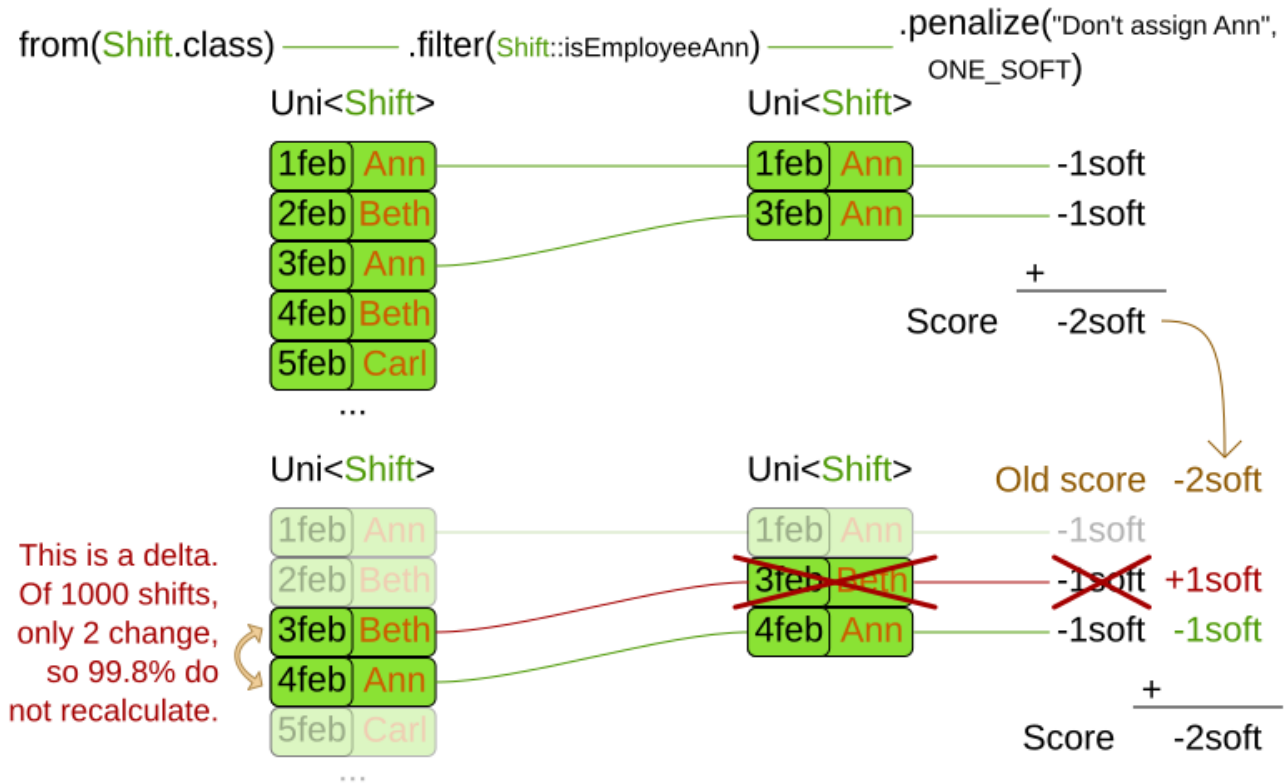 from(Shift.class) .filter(Shift::isEmployeeAnn) .penalize("Don't assign Ann",
ONE_SOFT)
Uni<Shift> Uni<Shift>
1feb Ann 1feb Ann -1soft
2feb Beth 3feb Ann -1soft
3feb Ann
+
4feb Beth Score -2soft
5feb Carl
...
Uni<Shift> Uni<Shift> Old score -2soft
1feb Ann 1feb Ann -1soft
This is a delta.
2feb Beth 3feb Beth -1soft +1soft
Of 1000 shifts,
only 2 change,
3feb Beth 4feb Ann -1soft -1soft
so 99.8% do
4feb Ann
+
not recalculate.
5feb Carl Score -2soft
...